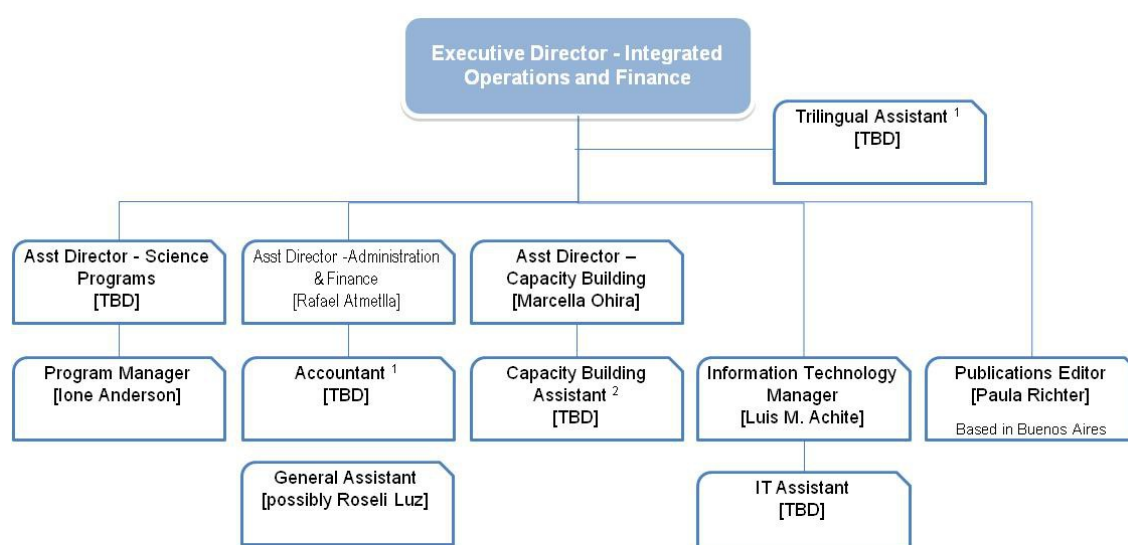 Executive Director - Integrated
Operations and Finance
Trilingual Assistant 1
[TBD]
Asst Director - Science
Programs
[TBD]
Asst Director -Administration
& Finance
[Rafael Atmetlla]
Asst Director –
Capacity Building
[Marcella Ohira]
Program Manager
[Ione Anderson]
Accountant 1
[TBD]
Capacity Building
Assistant 2
[TBD]
Information Technology
Manager
[Luis M. Achite]
Publications Editor
[Paula Richter]
Based in Buenos Aires
General Assistant
[possibly Roseli Luz]
IT Assistant
[TBD]